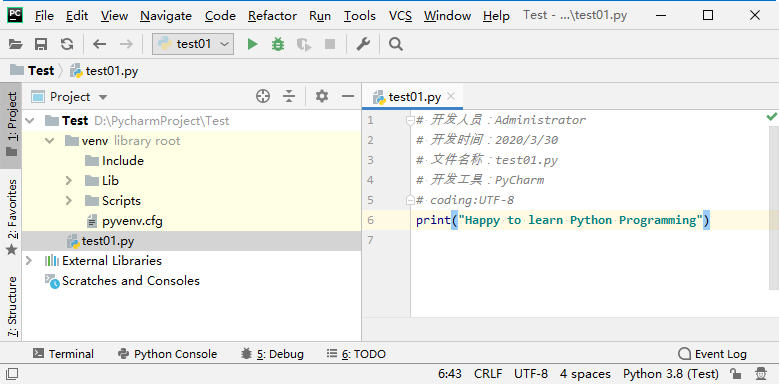 PC File Edit View Navigate Code Refactor Run Tools VCS Window Help Test - ...\test01.py
test01
Test test01.py
Project
test01.py
1: Project
2: Favorites
7: Structure
Test D:\PycharmProject\Test
venv library root
Include
Lib
Scripts
pyvenv.cfg
test01.py
External Libraries
Scratches and Consoles
1 # 开发人员：Administrator
2 # 开发时间：2020/3/30
3 # 文件名称：test01.py
4 # 开发工具：PyCharm
5 # coding:UTF-8
6 print("Happy to learn Python Programming")
7
Terminal Python Console 5: Debug 6: TODO Event Log
6:43 CRLF UTF-8 4 spaces Python 3.8 (Test)